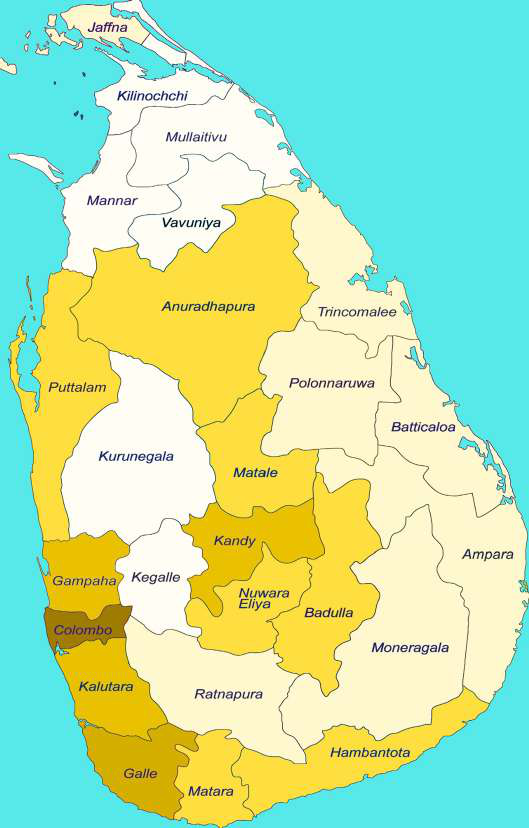 Jaffna
Kilinochchi
Mullaitivu
Mannar
Vavuniya
Anuradhapura
Trincomalee
Puttalam
Polonnaruwa
Batticaloa
Kurunegala
Matale
Kandy
Ampara
Gampaha
Kegalle
Nuwara
Eliya
Badulla
Colombo
Moneragala
Kalutara
Ratnapura
Hambantota
Galle
Matara